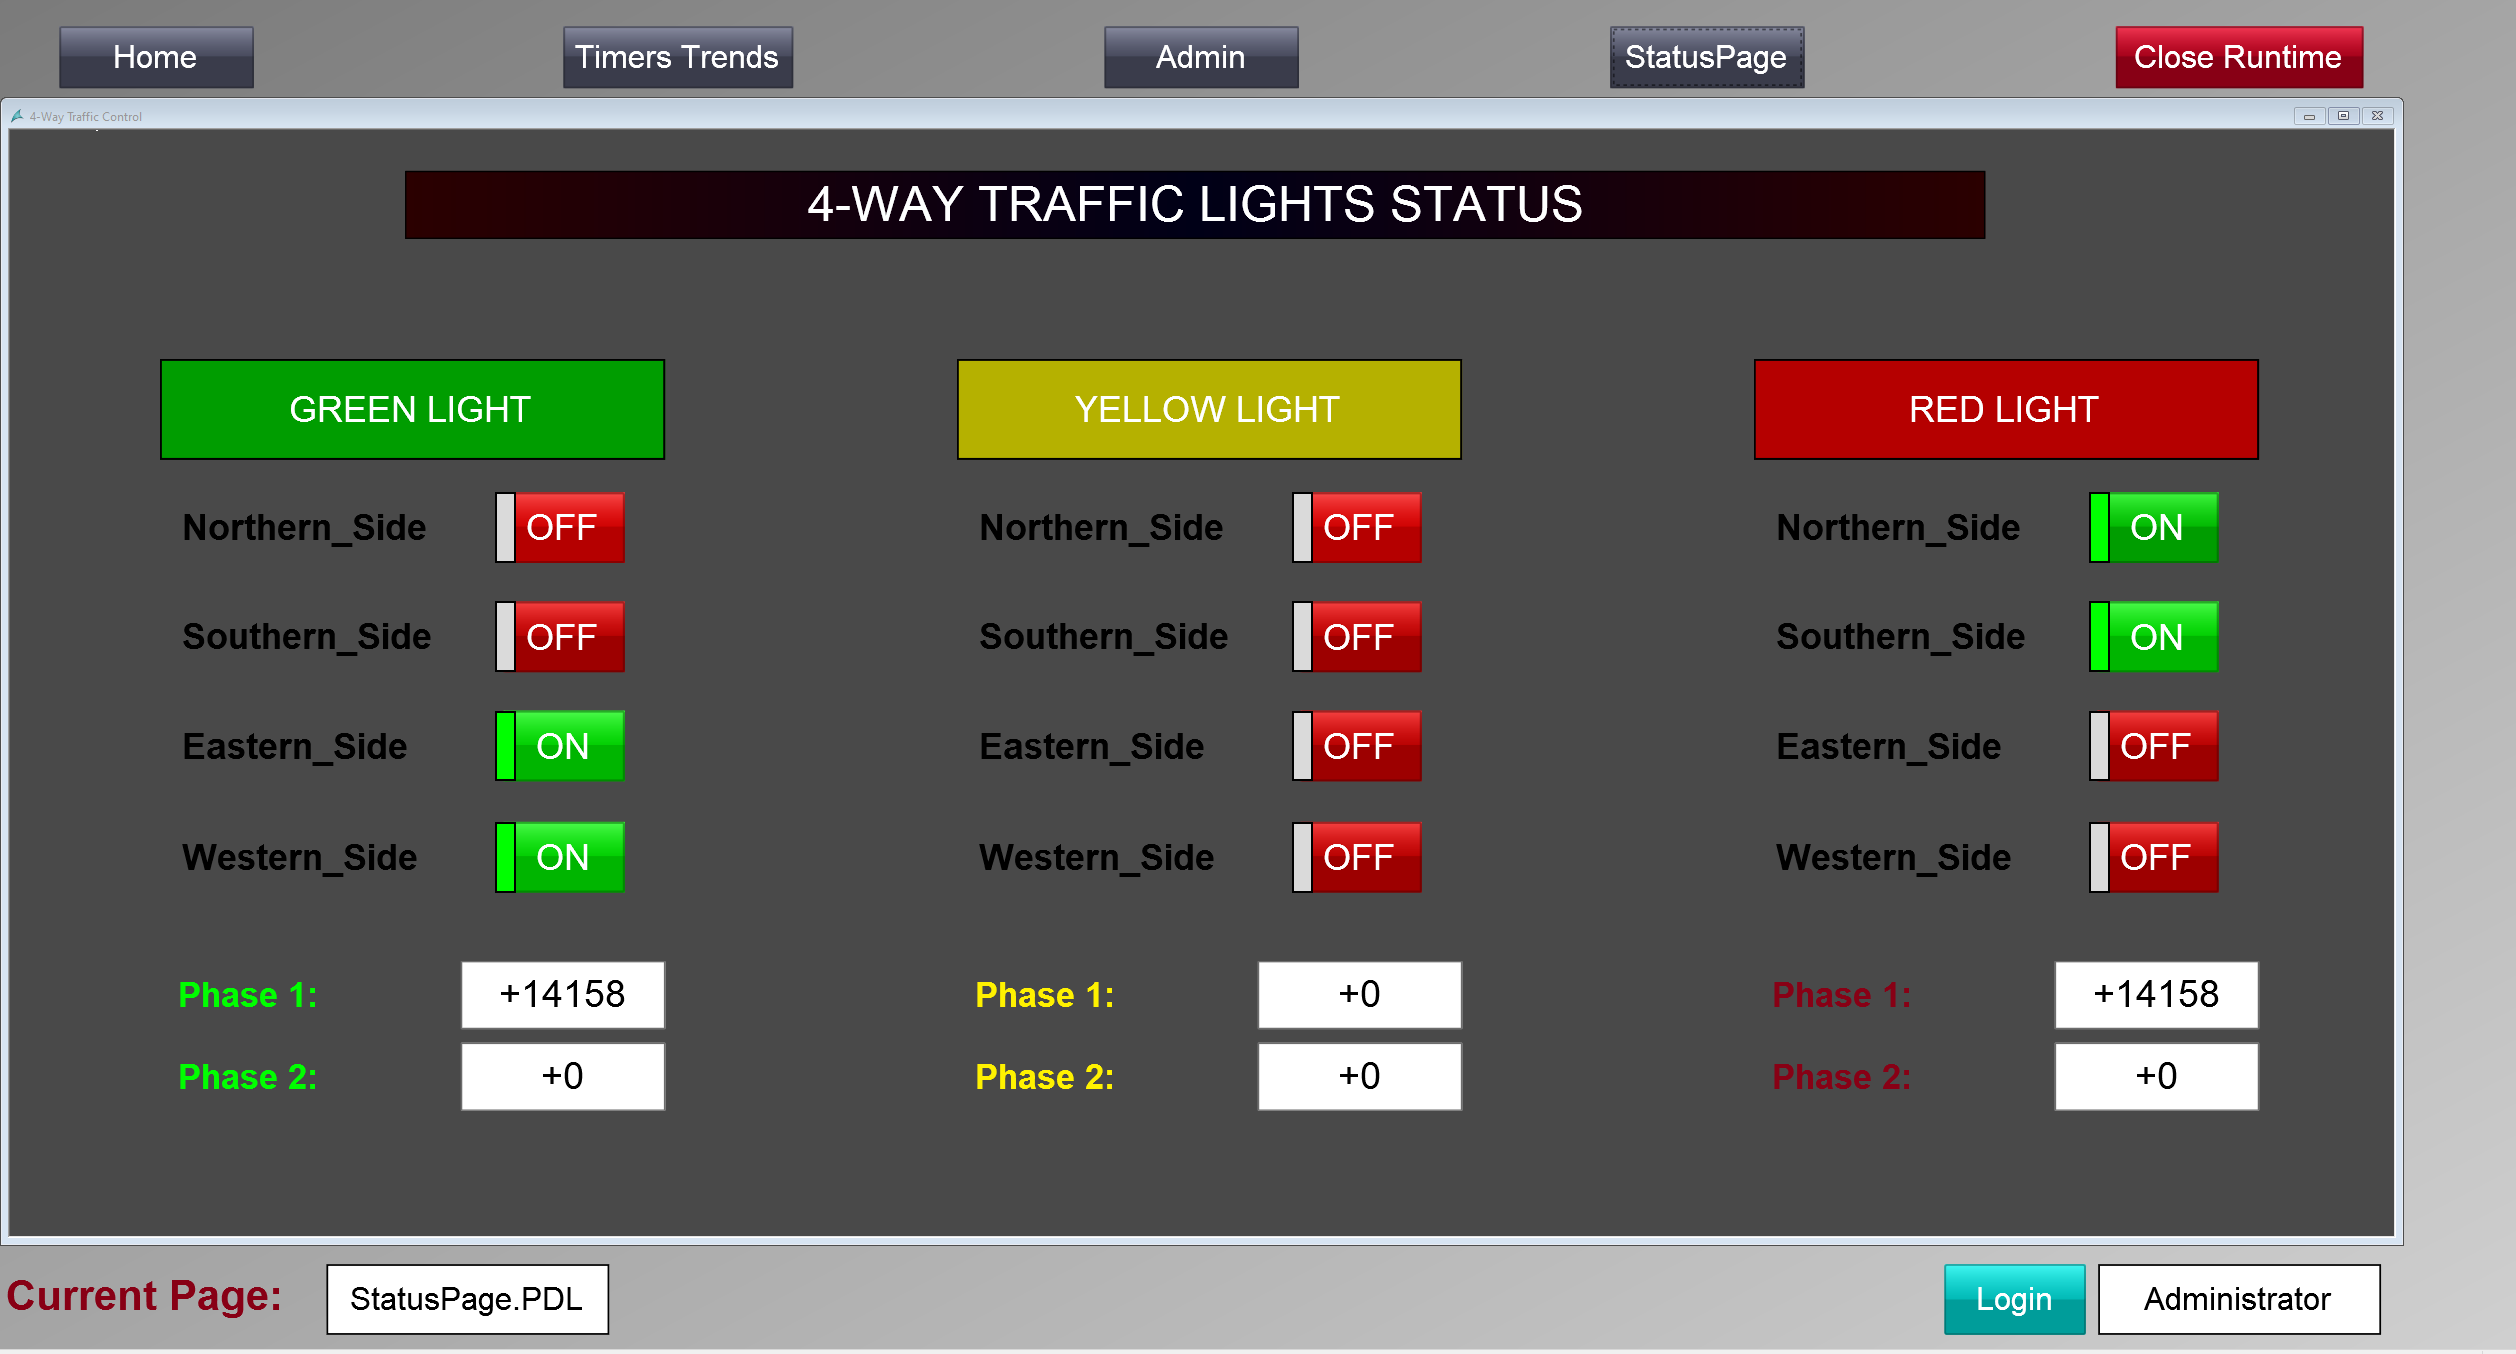 Home
Timers Trends
Admin
StatusPage
Close Runtime
4-Way Traffic Control
4-WAY TRAFFIC LIGHTS STATUS
GREEN LIGHT
YELLOW LIGHT
RED LIGHT
Northern_Side OFF
Northern_Side OFF
Northern_Side ON
Southern_Side OFF
Southern_Side OFF
Southern_Side ON
Eastern_Side ON
Eastern_Side OFF
Eastern_Side OFF
Western_Side ON
Western_Side OFF
Western_Side OFF
Phase 1: +14158
Phase 1: +0
Phase 1: +14158
Phase 2: +0
Phase 2: +0
Phase 2: +0
Current Page: StatusPage.PDL
Login
Administrator